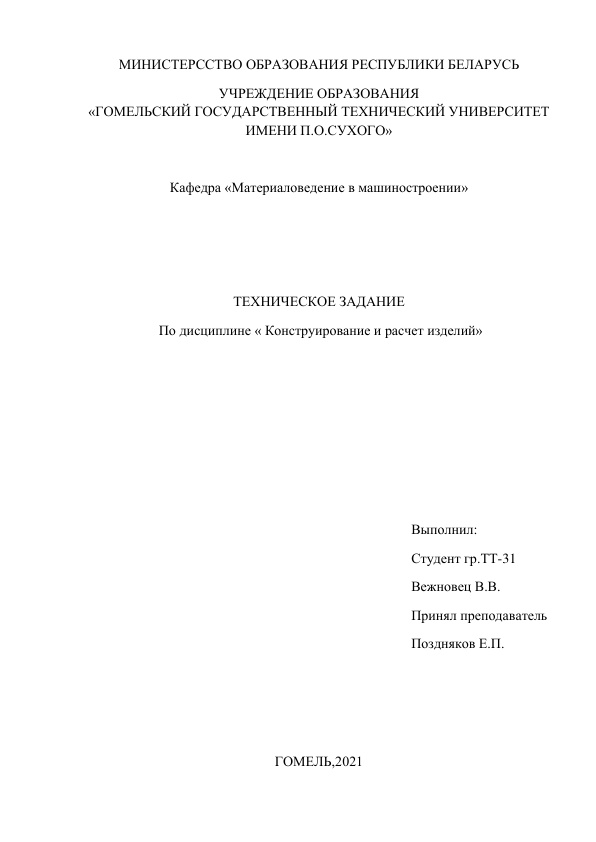 МИНИСТЕРССТВО ОБРАЗОВАНИЯ РЕСПУБЛИКИ БЕЛАРУСЬ
УЧРЕЖДЕНИЕ ОБРАЗОВАНИЯ
«ГОМЕЛЬСКИЙ ГОСУДАРСТВЕННЫЙ ТЕХНИЧЕСКИЙ УНИВЕРСИТЕТ
ИМЕНИ П.О.СУХОГО»
Кафедра «Материаловедение в машиностроении»
ТЕХНИЧЕСКОЕ ЗАДАНИЕ
По дисциплине « Конструирование и расчет изделий»
Выполнил:
Студент гр.ТТ-31
Вежновец В.В.
Принял преподаватель
Поздняков Е.П.
ГОМЕЛЬ,2021